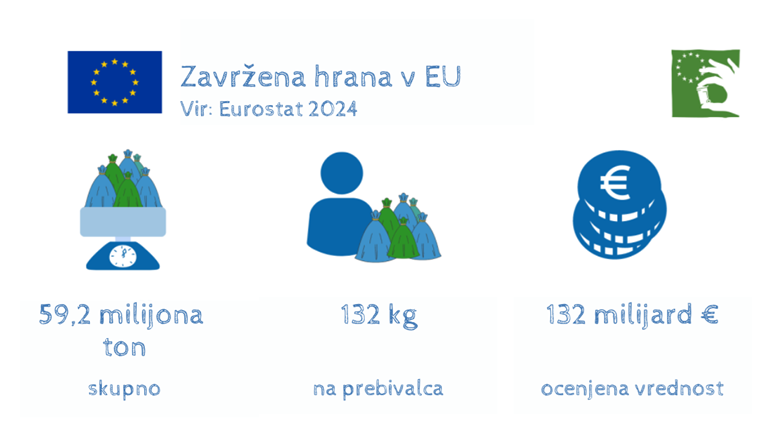 Zavržena hrana v EU
Vir: Eurostat 2024
€
59,2 milijona
ton
skupno
132 kg
na prebivalca
132 milijard €
ocenjena vrednost